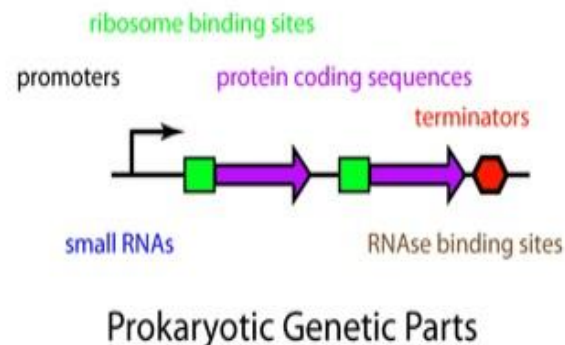 ribosome binding sites
promoters
protein coding sequences
terminators
small RNAs
RNAse binding sites
Prokaryotic Genetic Parts